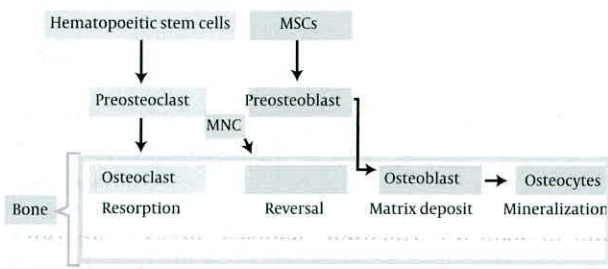 Hematopoeitic stem cells MSCs
Preosteoclast Preosteoblast
MNC
Osteoclast Osteoblast Osteocytes
Bone Resorption Reversal Matrix deposit Mineralization